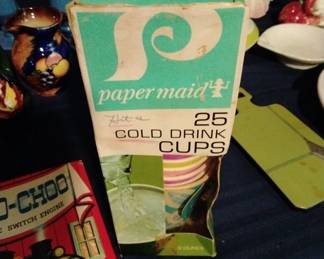 paper maid
25
COLD DRINK
CUPS
O-CHOO
SWITCH ENGINE